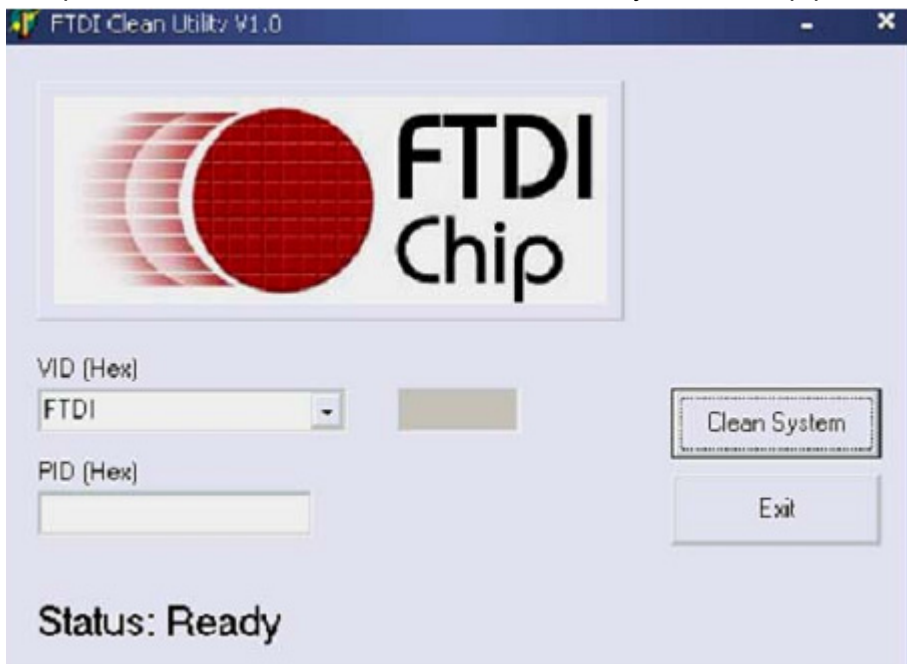 FTDI Clean Utility V1.0
FTDI
Chip
VID (Hex)
FTDI
Clean System
PID (Hex)
Exit
Status: Ready